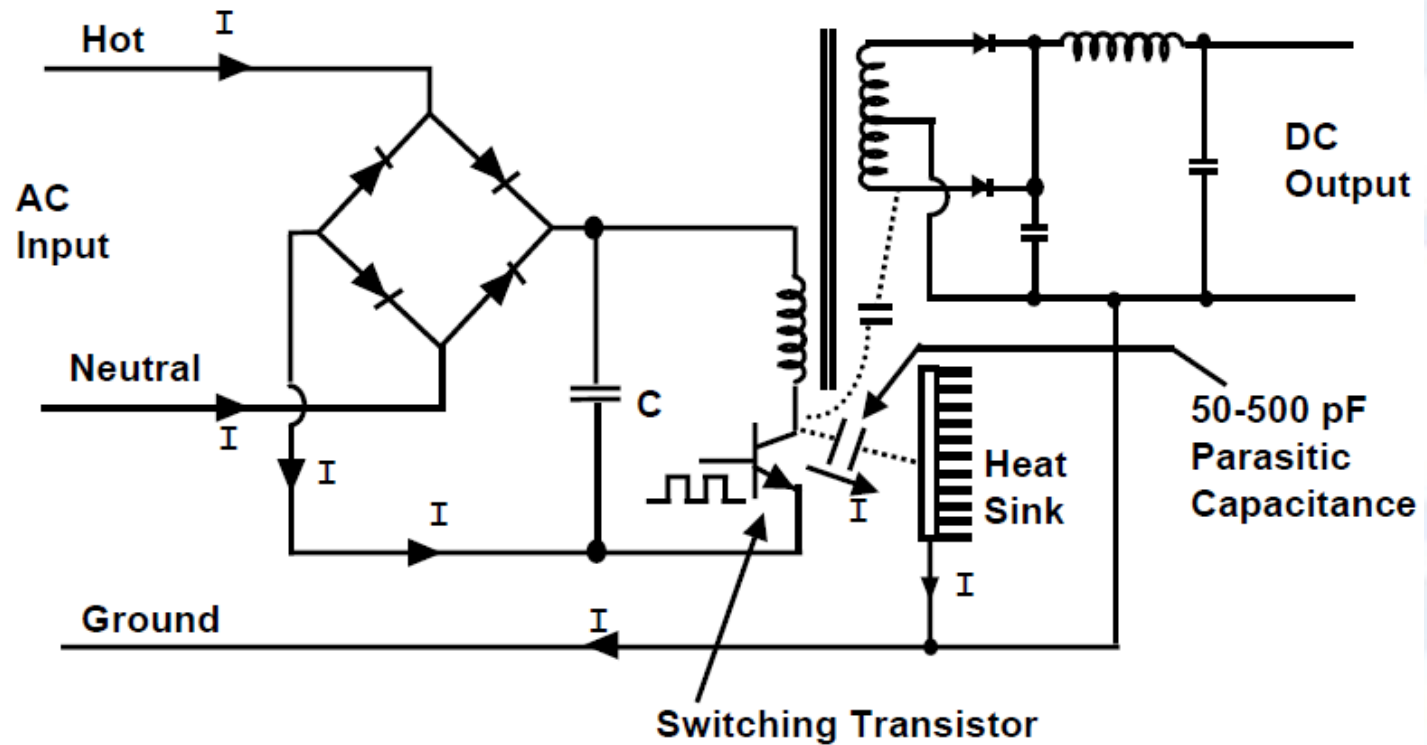 I
Hot
AC
Input
Neutral
I
I
C
I
Ground
I
DC
Output
50-500 pF
Parasitic
Capacitance
Heat
Sink
I
I
Switching Transistor